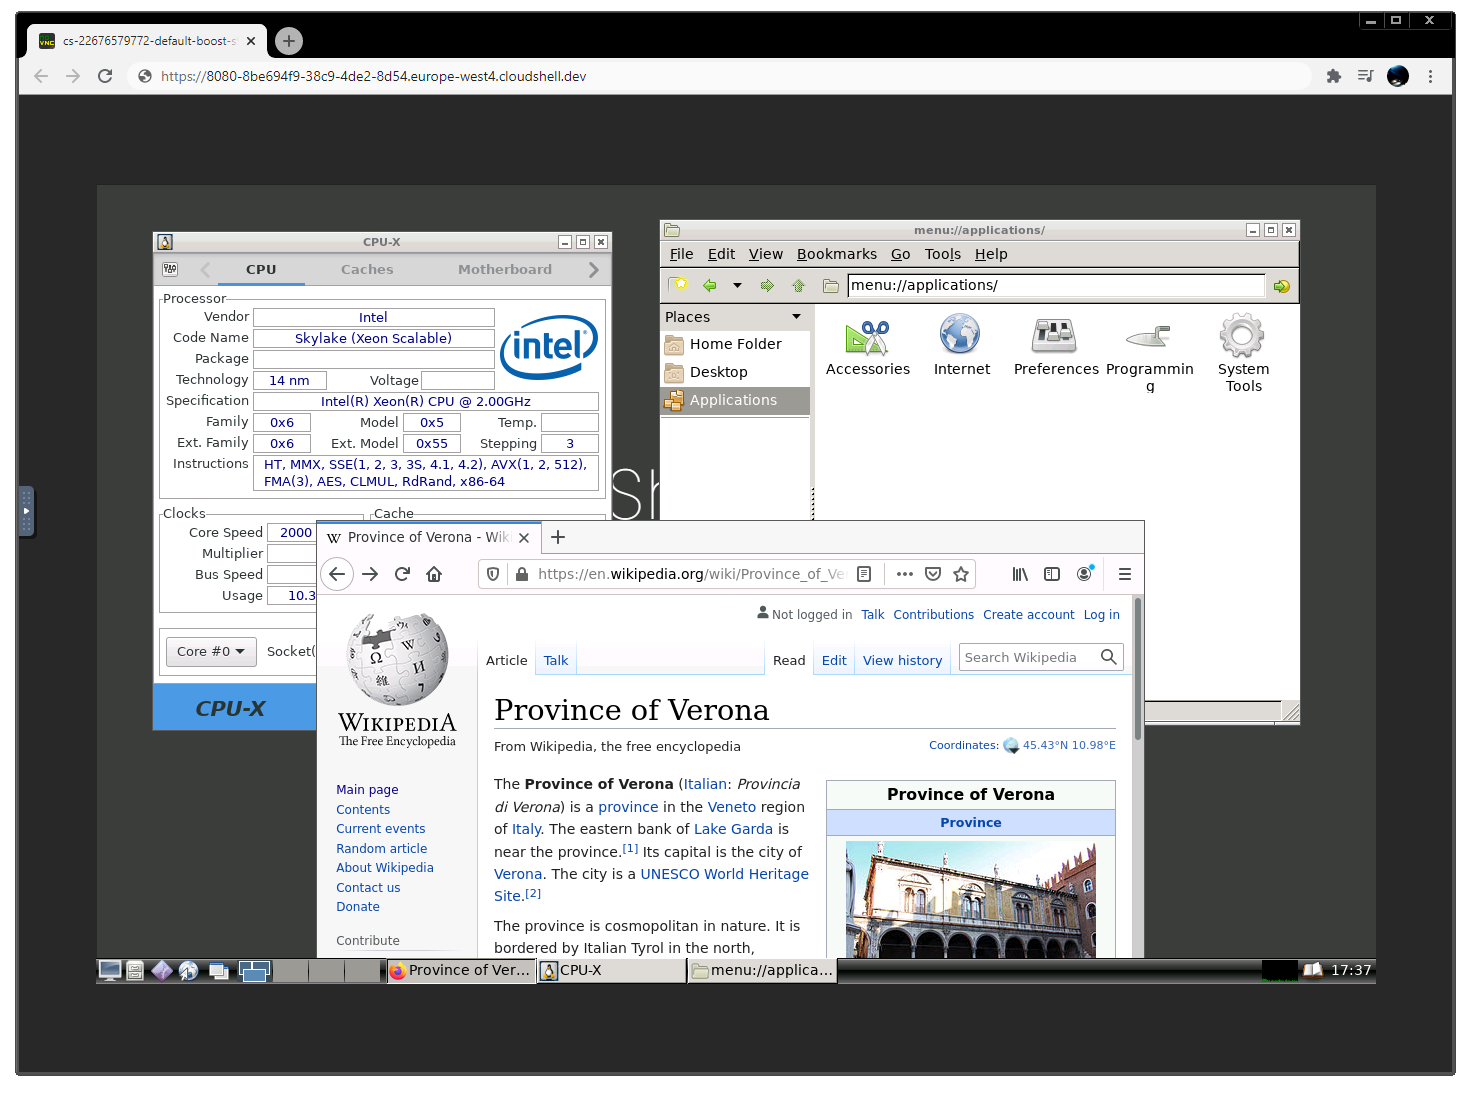 cs-22676579772-default-boost-s
https://8080-8be694f9-38c9-4de2-8d54.europe-west4.cloudshell.dev
CPU-X
CPU Caches Motherboard
Processor
Vendor Intel
Code Name Skylake (Xeon Scalable)
Package
intel
Technology 14 nm Voltage
Specification Intel(R) Xeon(R) CPU @ 2.00GHz
Family 0x6 Model 0x5 Temp.
Ext. Family 0x6 Ext. Model 0x55 Stepping 3
Instructions HT, MMX, SSE(1, 2, 3, 3S, 4.1, 4.2), AVX(1, 2, 512),
FMA(3), AES, CLMUL, RdRand, x86-64
Clocks Cache
Core Speed 2000
Multiplier
Bus Speed
Usage 10.3
Core #0 Socket(
CPU-X
menu://applications/
File Edit View Bookmarks Go Tools Help
menu://applications/
Places
Home Folder
Desktop
Applications
Accessories Internet Preferences Programmin
g System
Tools
Sh
Province of Verona - Wiki
https://en.wikipedia.org/wiki/Province_of_Ve
Not logged in Talk Contributions Create account Log in
Article Talk Read Edit View history Search Wikipedia
WIKIPEDIA
The Free Encyclopedia
Main page
Contents
Current events
Random article
About Wikipedia
Contact us
Donate
Contribute
Province of Verona
From Wikipedia, the free encyclopedia
Coordinates: 45.43°N 10.98°E
The Province of Verona (Italian: Provincia
di Verona) is a province in the Veneto region
of Italy. The eastern bank of Lake Garda is
near the province.[1] Its capital is the city of
Verona. The city is a UNESCO World Heritage
Site.[2]
The province is cosmopolitan in nature. It is
bordered by Italian Tyrol in the north,
Province of Verona
Province
Province of Ver... CPU-X menu://applica... 17:37